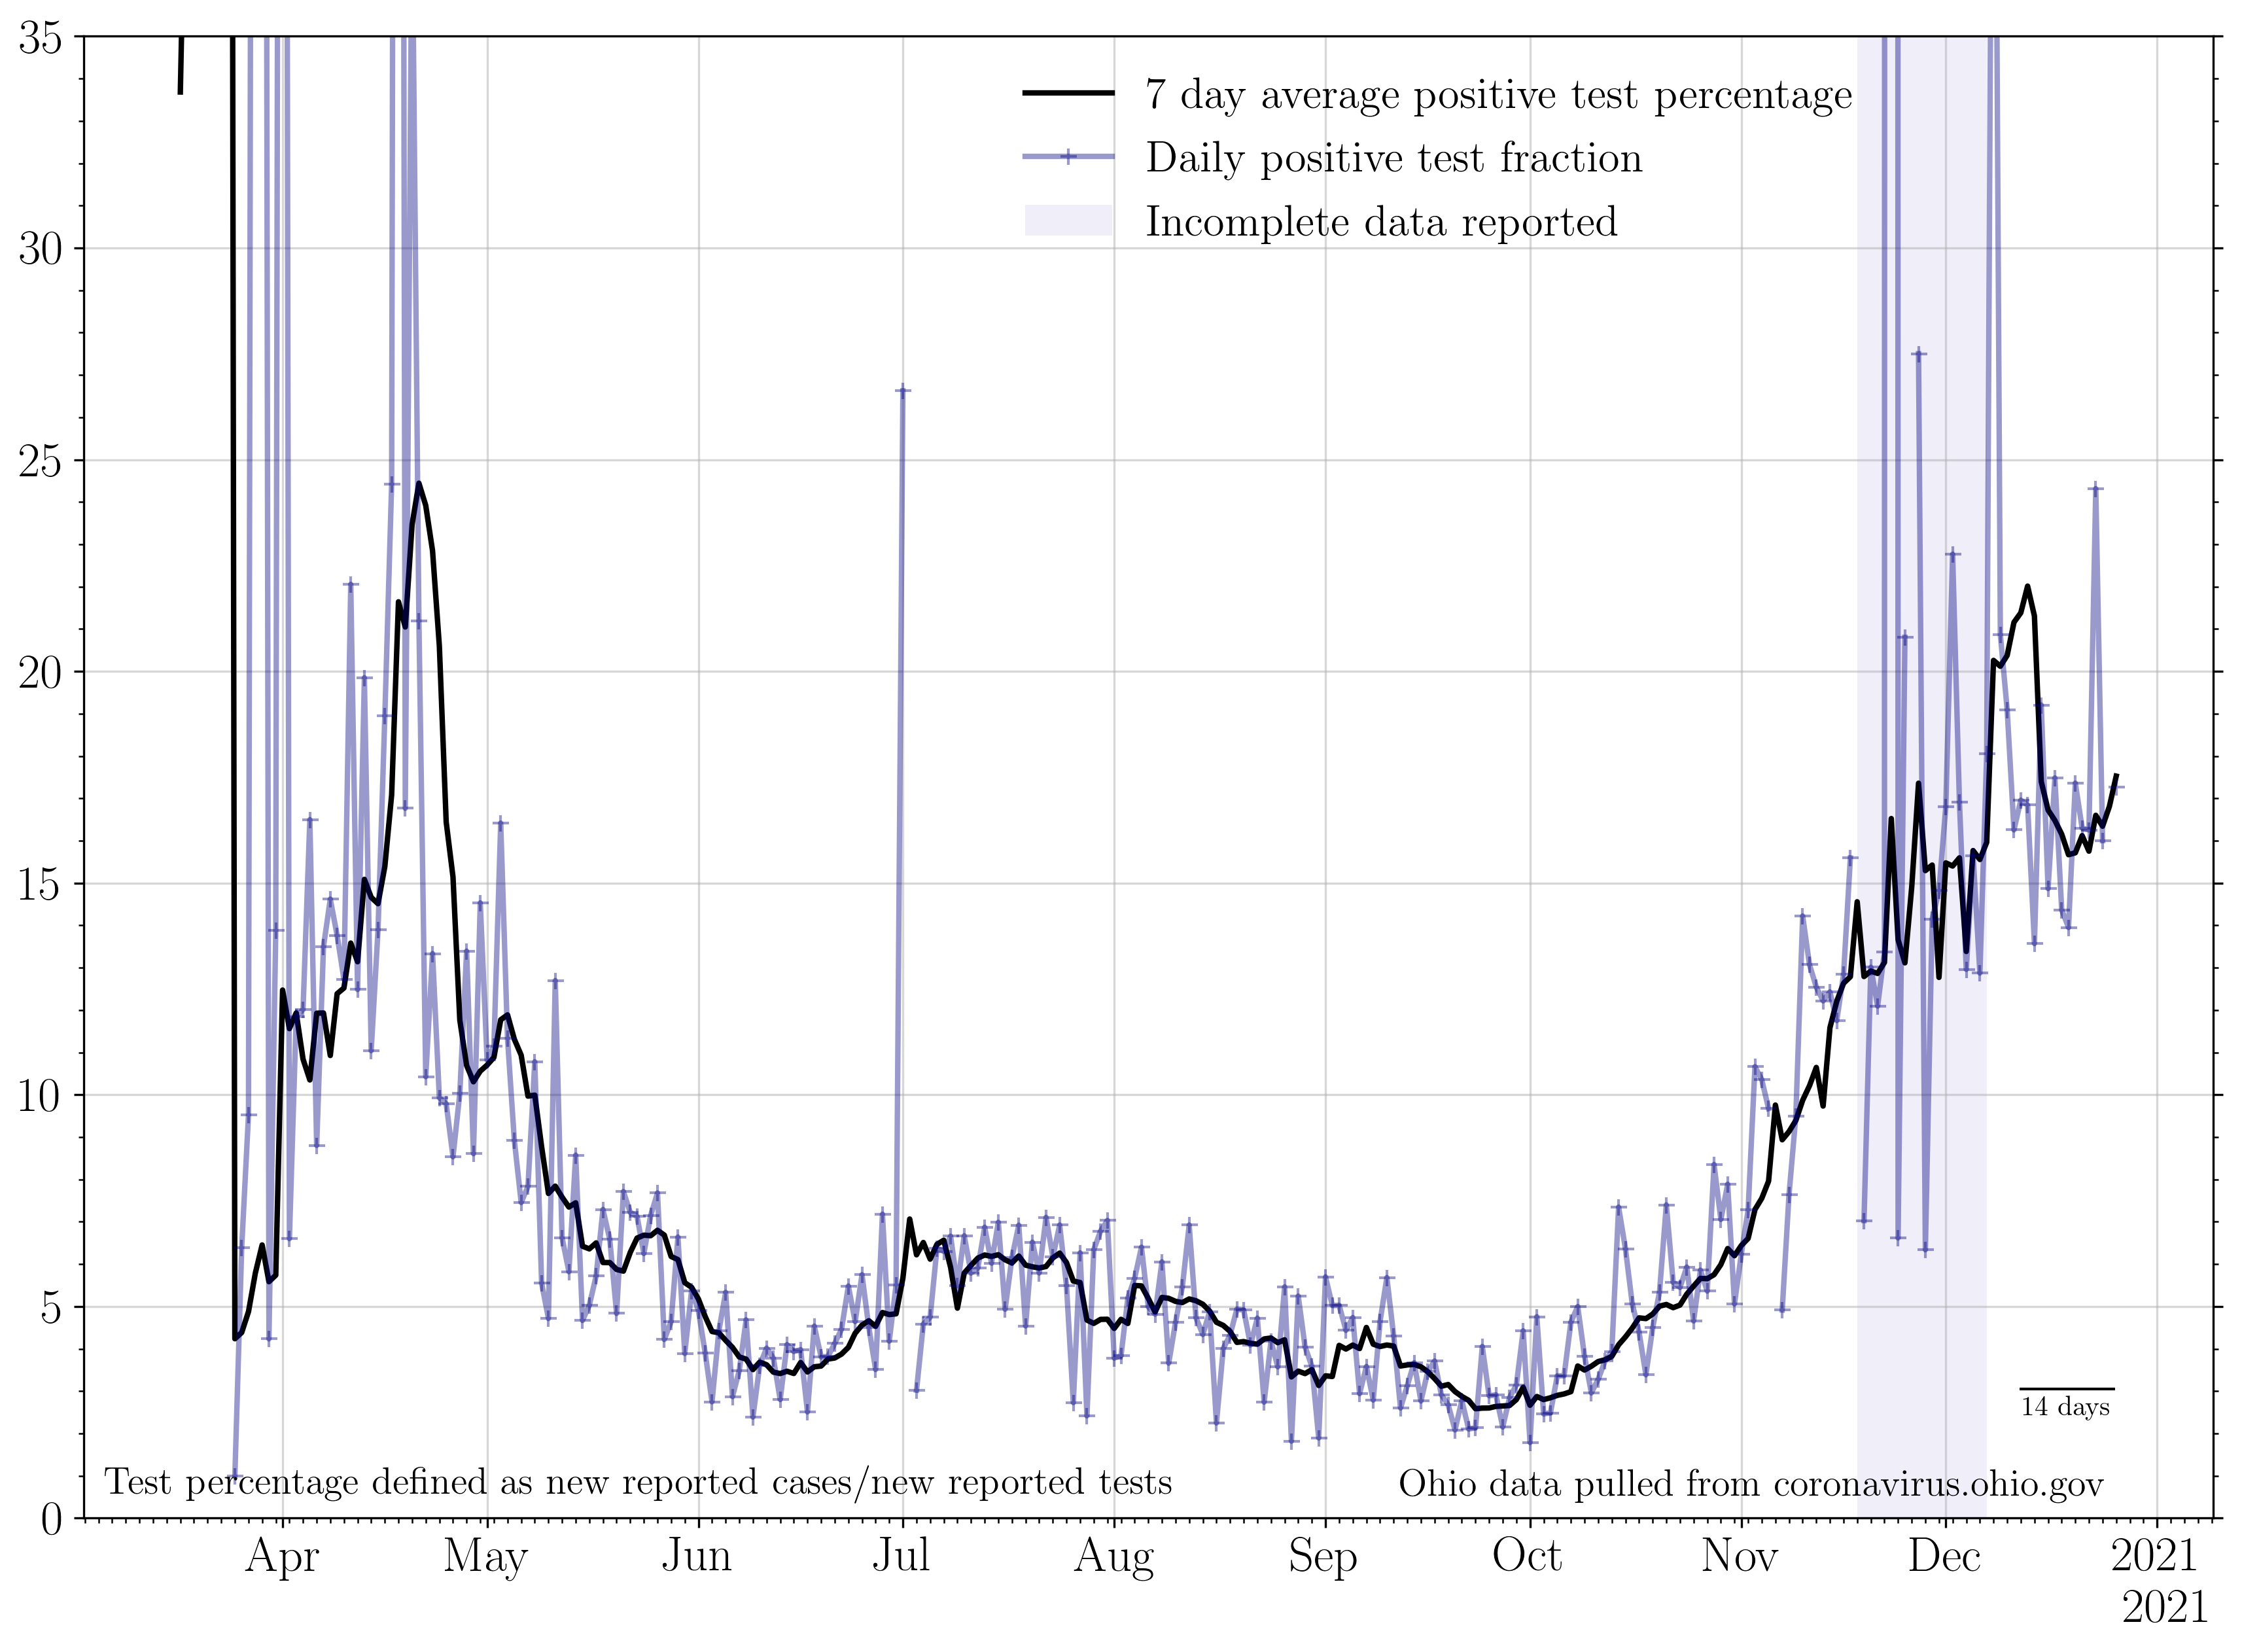 35
30
25
20
15
10
5
0
7 day average positive test percentage
Daily positive test fraction
Incomplete data reported
14 days
Test percentage defined as new reported cases/new reported tests
Ohio data pulled from coronavirus.ohio.gov
Apr May Jun Jul Aug Sep Oct Nov Dec 2021
2021